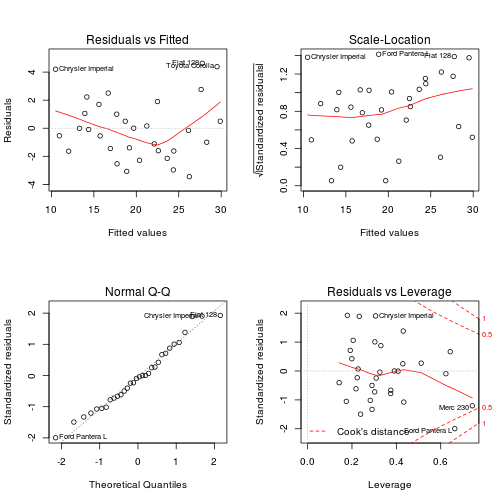 Residuals vs Fitted
Residuals
Chrysler Imperial
Fiat 128
Toyota Corolla
4
2
0
-2
-4
10 15 20 25 30
Fitted values
Scale-Location
√|Standardized residuals|
Chrysler Imperial
Ford Pantera L
Fiat 128
1.2
0.8
0.4
0.0
10 15 20 25 30
Fitted values
Normal Q-Q
Standardized residuals
Chrysler Imperial
Fiat 128
Ford Pantera L
2
1
0
-1
-2
-2 -1 0 1 2
Theoretical Quantiles
Residuals vs Leverage
Standardized residuals
Chrysler Imperial
Merc 230
Ford Pantera L
Cook's distance
1
0.5
0.5
1
2
1
0
-1
-2
0.0 0.2 0.4 0.6
Leverage